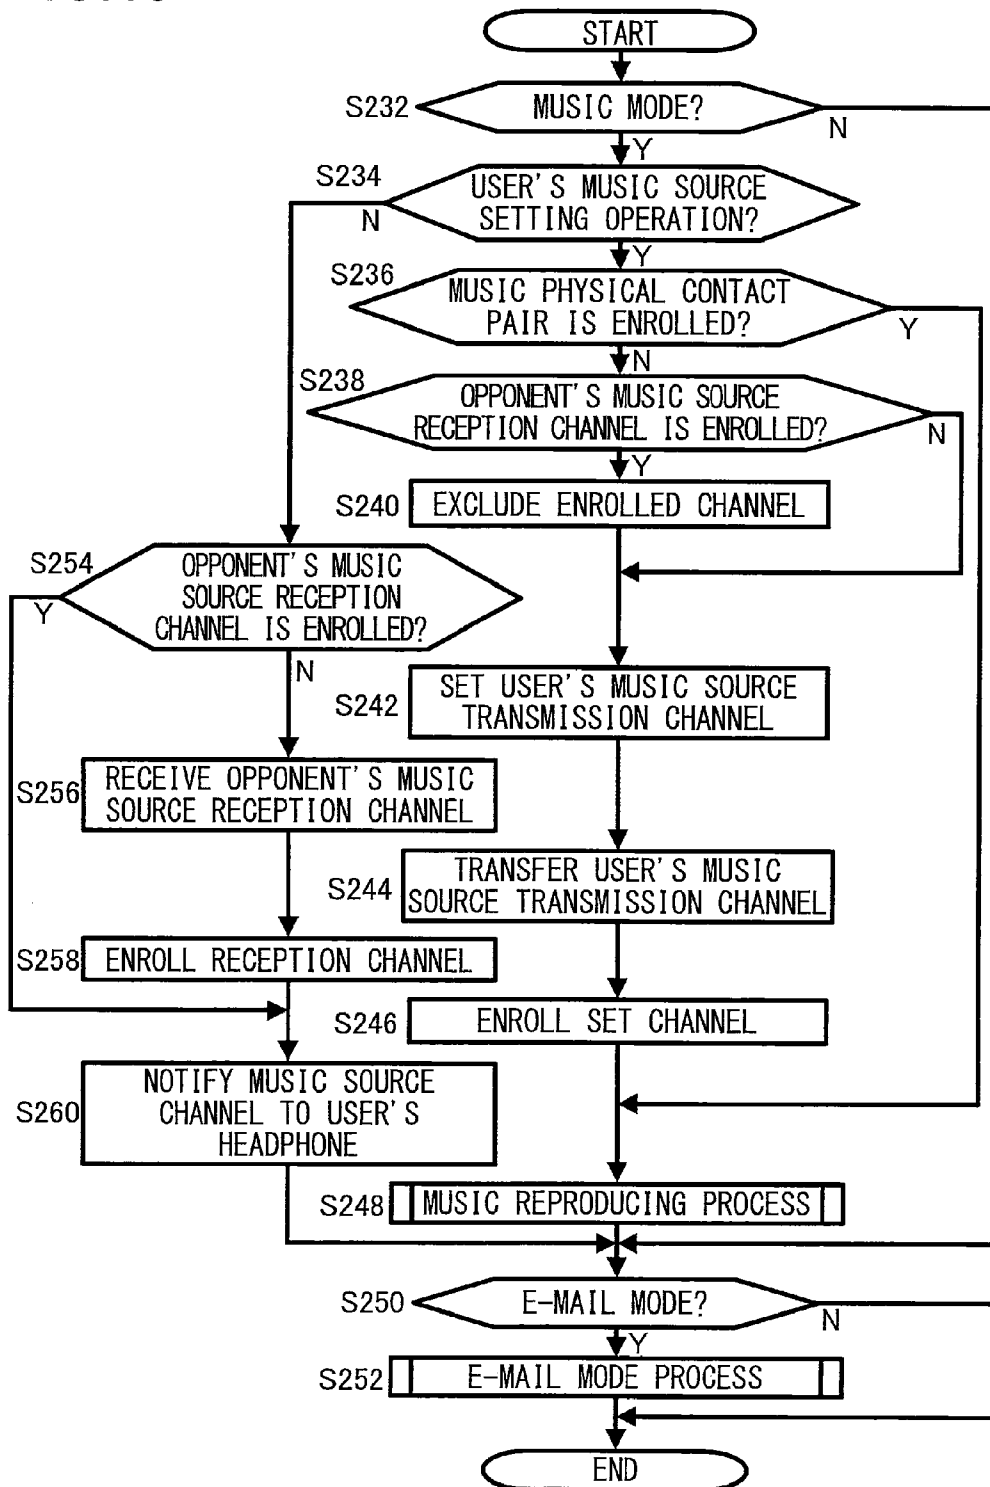 START
S232
MUSIC MODE?
N
Y
S234
USER'S MUSIC SOURCE
SETTING OPERATION?
N
Y
S236
MUSIC PHYSICAL CONTACT
PAIR IS ENROLLED?
Y
N
S238
OPPONENT'S MUSIC SOURCE
RECEPTION CHANNEL IS ENROLLED?
N
Y
S240
EXCLUDE ENROLLED CHANNEL
S254
OPPONENT'S MUSIC
SOURCE RECEPTION
CHANNEL IS ENROLLED?
Y
N
S242
SET USER'S MUSIC SOURCE
TRANSMISSION CHANNEL
S256
RECEIVE OPPONENT'S MUSIC
SOURCE RECEPTION CHANNEL
S244
TRANSFER USER'S MUSIC
SOURCE TRANSMISSION CHANNEL
S258
ENROLL RECEPTION CHANNEL
S246
ENROLL SET CHANNEL
S260
NOTIFY MUSIC SOURCE
CHANNEL TO USER'S
HEADPHONE
S248
MUSIC REPRODUCING PROCESS
S250
E-MAIL MODE?
N
Y
S252
E-MAIL MODE PROCESS
END